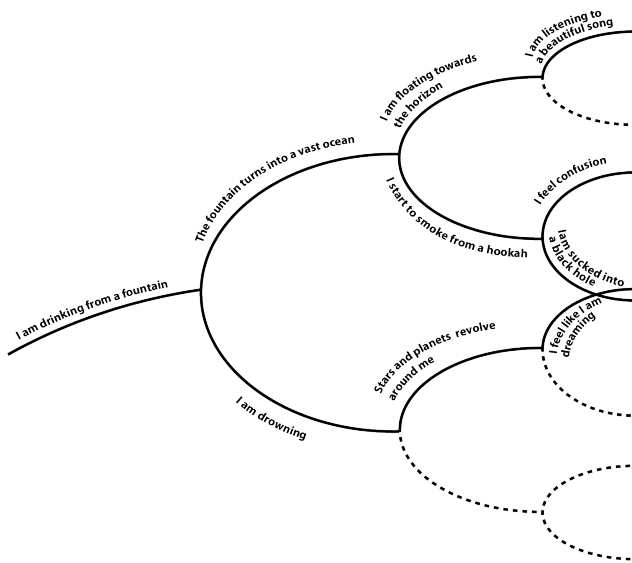 I am listening to
a beautiful song
I am floating towards
the horizon
The fountain turns into a vast ocean
I feel confusion
I start to smoke from a hookah
Iam sucked into
a black hole
I am drinking from a fountain
I feel like I am
dreaming
Stars and planets revolve
around me
I am drowning